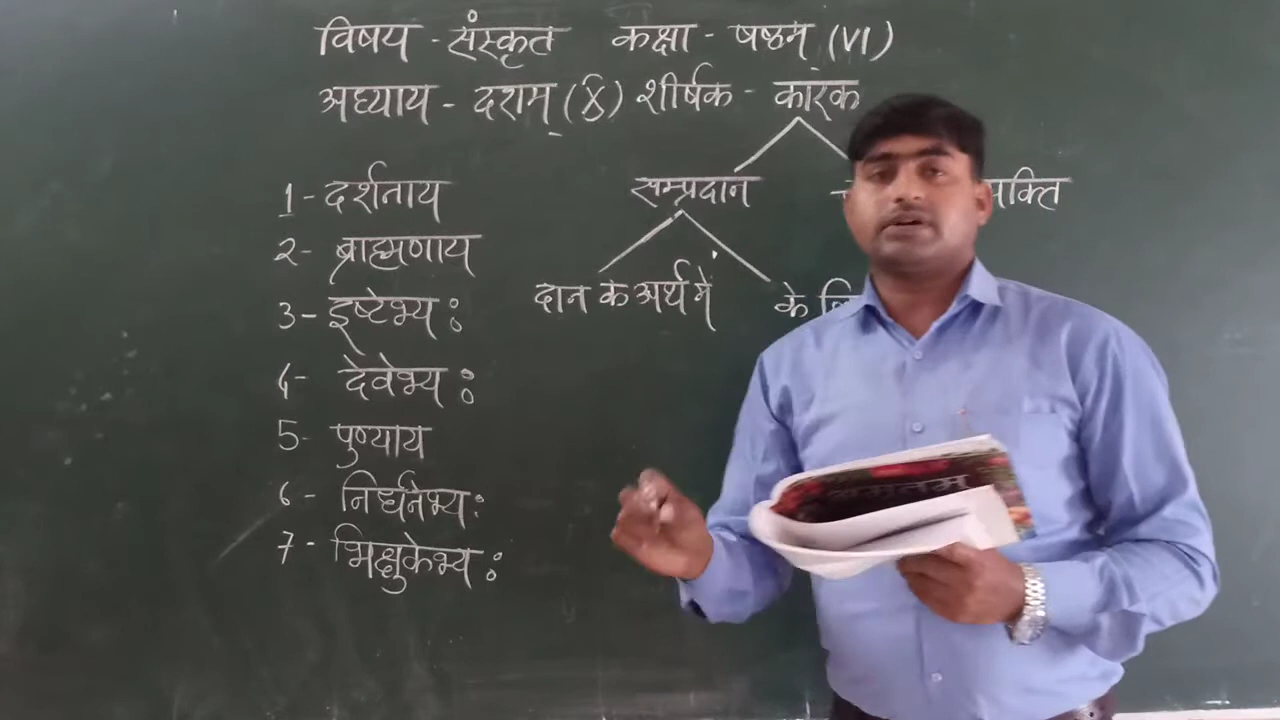 विषय - संस्कृत कक्षा - षष्ठम् (VI)
अध्याय - दशम् (X) शीर्षक - कारक
सम्प्रदान
दान के अर्थ में के
1 - दर्शनाय
2 - ब्राह्मणाय
3 - इष्टेभ्य:
4 - देवेभ्य:
5 - पुण्याय
6 - निर्धनेभ्य:
7 - भिक्षुकेभ्य: